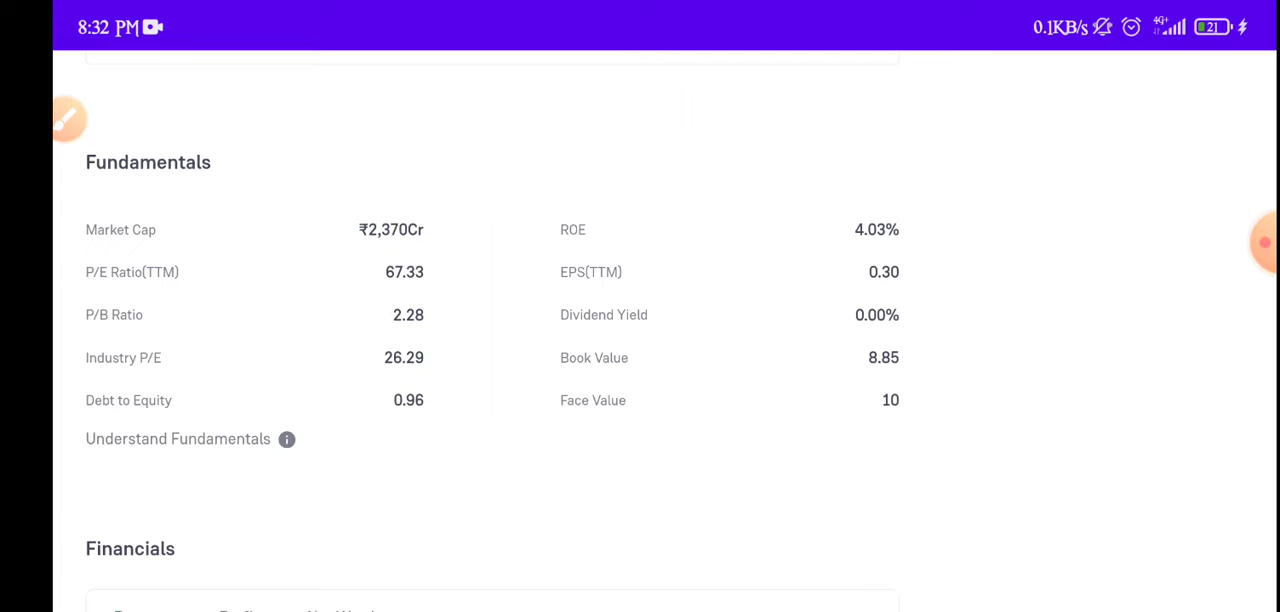 8:32 PM
0.1KB/s 4G+ 21
Fundamentals
Market Cap ₹2,370Cr ROE 4.03%
P/E Ratio(TTM) 67.33 EPS(TTM) 0.30
P/B Ratio 2.28 Dividend Yield 0.00%
Industry P/E 26.29 Book Value 8.85
Debt to Equity 0.96 Face Value 10
Understand Fundamentals
Financials